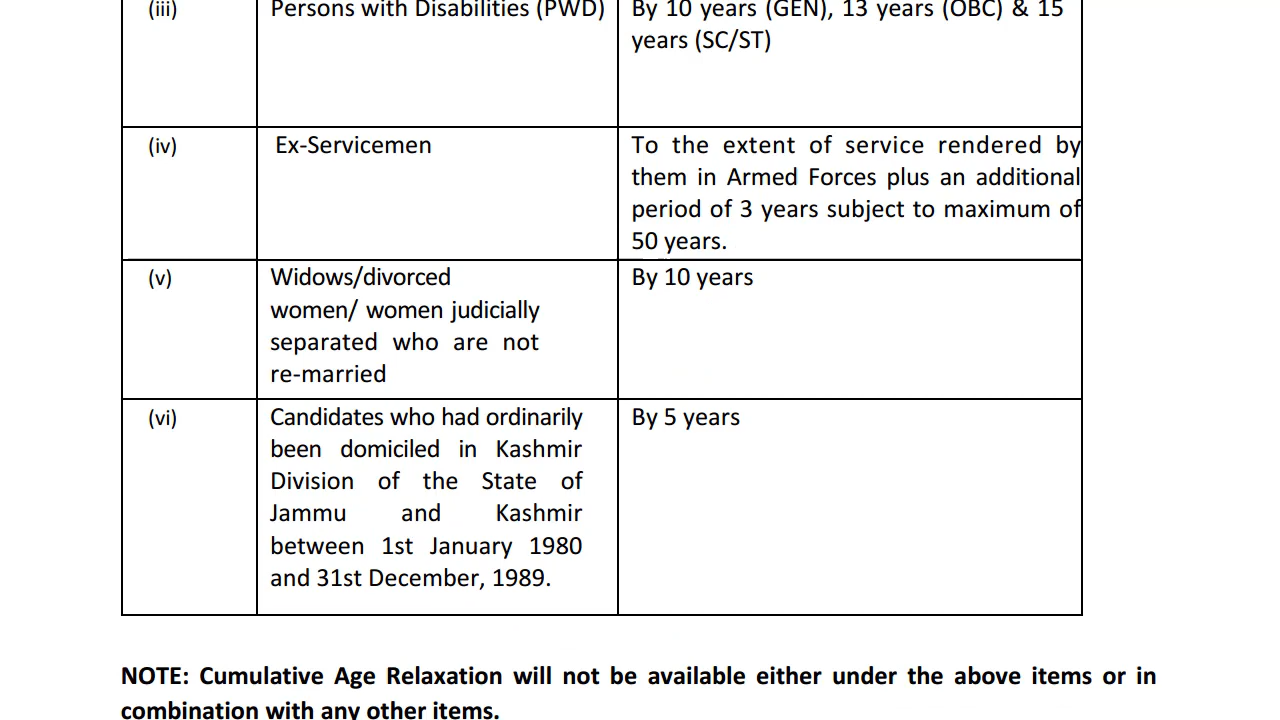 (iii) Persons with Disabilities (PWD) By 10 years (GEN), 13 years (OBC) & 15
years (SC/ST)
(iv) Ex-Servicemen To the extent of service rendered by
them in Armed Forces plus an additional
period of 3 years subject to maximum of
50 years.
(v) Widows/divorced By 10 years
women/ women judicially
separated who are not
re-married
(vi) Candidates who had ordinarily By 5 years
been domiciled in Kashmir
Division of the State of
Jammu and Kashmir
between 1st January 1980
and 31st December, 1989.
NOTE: Cumulative Age Relaxation will not be available either under the above items or in
combination with any other items.